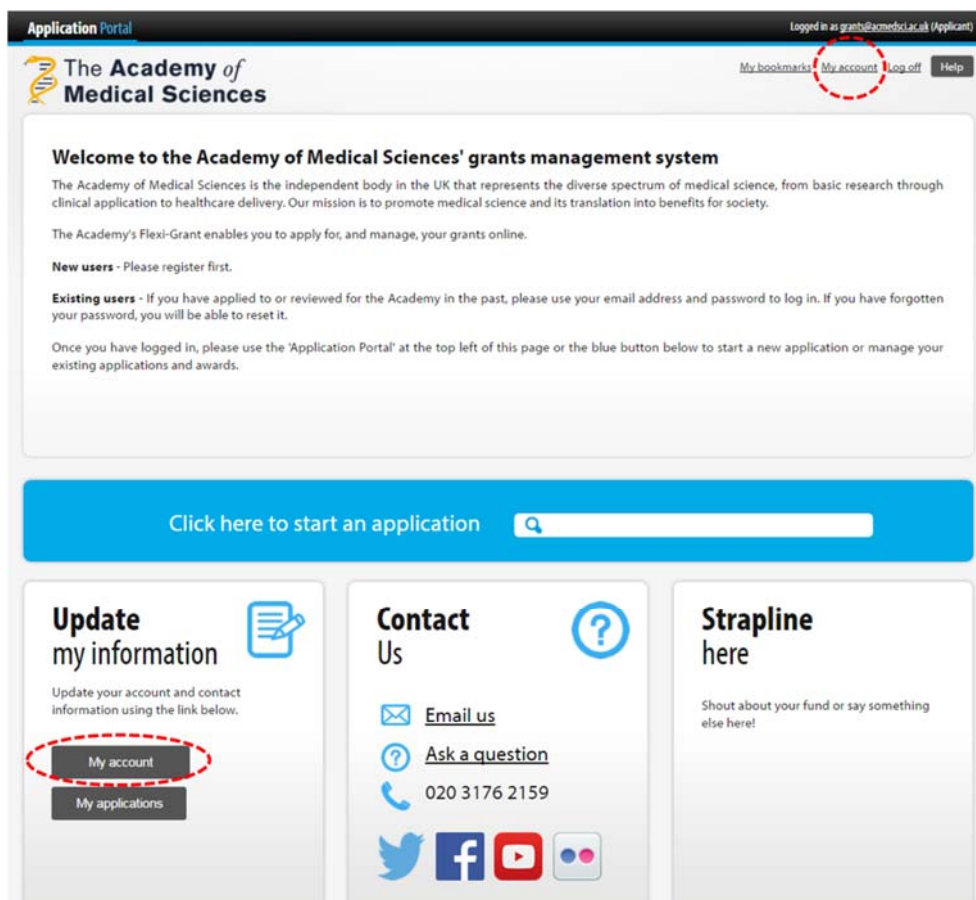 Application Portal
Logged in as grants@acmedsci.ac.uk (Applicant)
The Academy of
Medical Sciences
My bookmarks My account Log off Help
Welcome to the Academy of Medical Sciences' grants management system
The Academy of Medical Sciences is the independent body in the UK that represents the diverse spectrum of medical science, from basic research through
clinical application to healthcare delivery. Our mission is to promote medical science and its translation into benefits for society.
The Academy's Flexi-Grant enables you to apply for, and manage, your grants online.
New users - Please register first.
Existing users - If you have applied to or reviewed for the Academy in the past, please use your email address and password to log in. If you have forgotten
your password, you will be able to reset it.
Once you have logged in, please use the 'Application Portal' at the top left of this page or the blue button below to start a new application or manage your
existing applications and awards.
Click here to start an application
Update
my information
Update your account and contact
information using the link below.
My account
My applications
Contact
Us
Email us
Ask a question
020 3176 2159
Strapline
here
Shout about your fund or say something
else here!